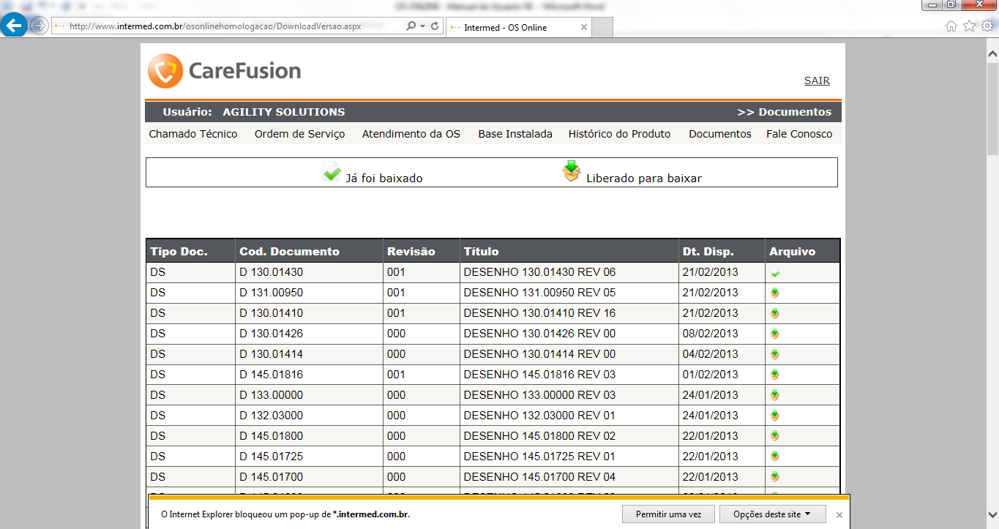 OS ONLINE - Manual do Usuario VE - Microsoft Word
http://www.intermed.com.br/osonlinehomologacao/DownloadVersao.aspx
Intermed - OS Online
CareFusion
SAIR
Usuário: AGILITY SOLUTIONS >> Documentos
Chamado Técnico Ordem de Serviço Atendimento da OS Base Instalada Histórico do Produto Documentos Fale Conosco
Já foi baixado Liberado para baixar
Tipo Doc. Cod. Documento Revisão Título Dt. Disp. Arquivo
DS D 130.01430 001 DESENHO 130.01430 REV 06 21/02/2013
DS D 131.00950 001 DESENHO 131.00950 REV 05 21/02/2013
DS D 130.01410 001 DESENHO 130.01410 REV 16 21/02/2013
DS D 130.01426 000 DESENHO 130.01426 REV 00 08/02/2013
DS D 130.01414 000 DESENHO 130.01414 REV 00 04/02/2013
DS D 145.01816 001 DESENHO 145.01816 REV 03 01/02/2013
DS D 133.00000 000 DESENHO 133.00000 REV 03 24/01/2013
DS D 132.03000 000 DESENHO 132.03000 REV 01 24/01/2013
DS D 145.01800 000 DESENHO 145.01800 REV 02 22/01/2013
DS D 145.01725 000 DESENHO 145.01725 REV 01 22/01/2013
DS D 145.01700 000 DESENHO 145.01700 REV 04 22/01/2013
O Internet Explorer bloqueou um pop-up de *.intermed.com.br.
Permitir uma vez
Opções deste site